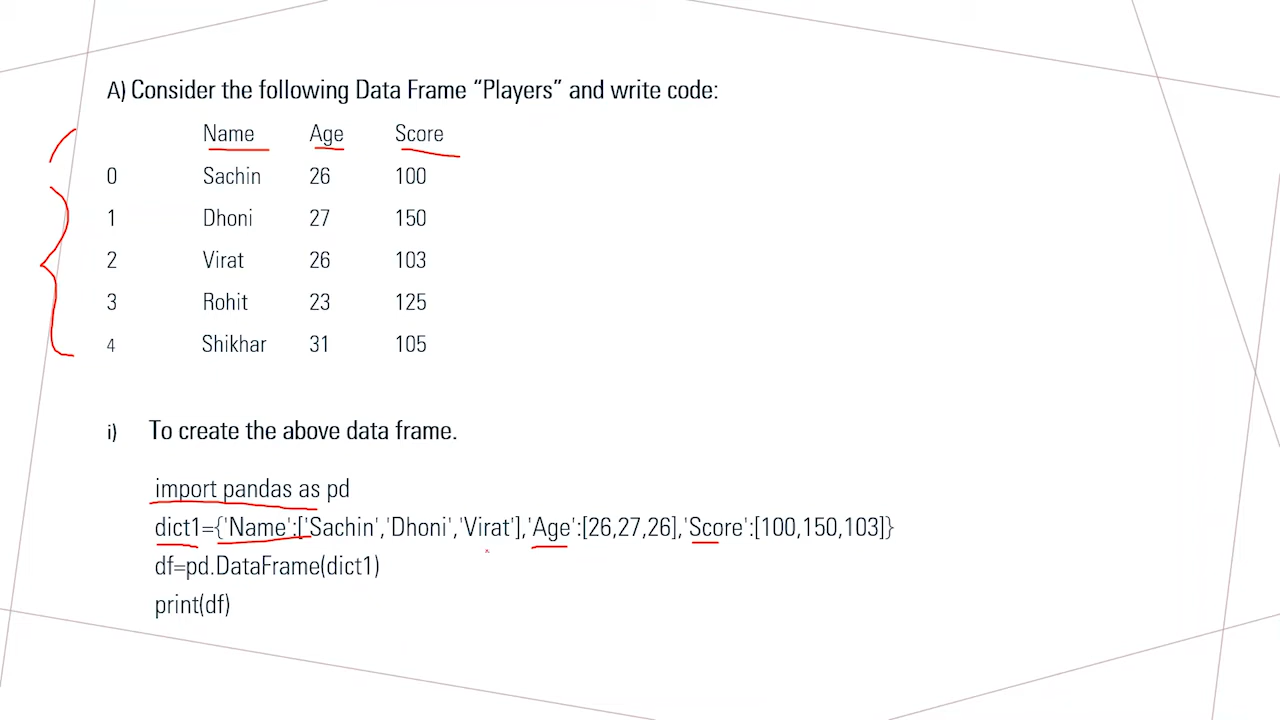 A) Consider the following Data Frame “Players” and write code:
Name Age Score
0 Sachin 26 100
1 Dhoni 27 150
2 Virat 26 103
3 Rohit 23 125
4 Shikhar 31 105
i) To create the above data frame.
import pandas as pd
dict1={'Name':['Sachin','Dhoni','Virat'],'Age':[26,27,26],'Score':[100,150,103]}
df=pd.DataFrame(dict1)
print(df)